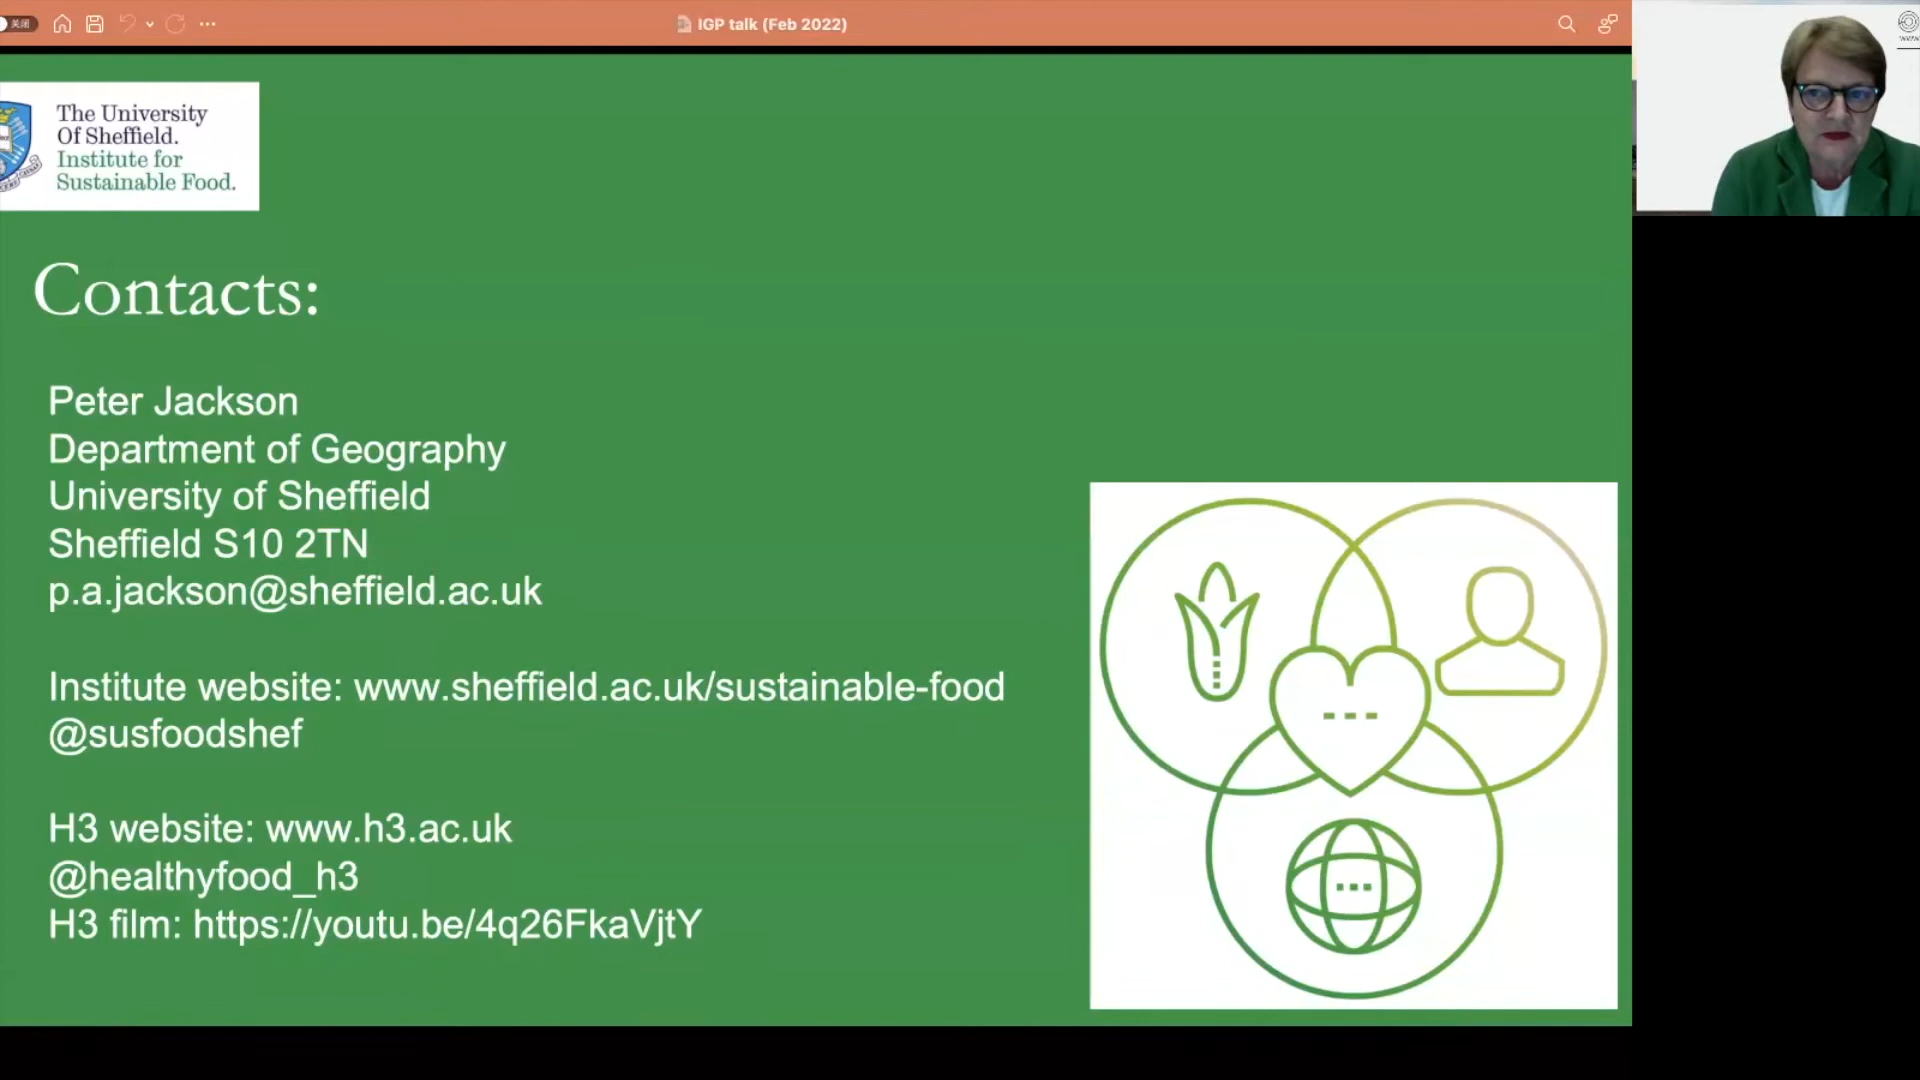 关闭
IGP talk (Feb 2022)
The University
Of Sheffield.
Institute for
Sustainable Food.
Contacts:
Peter Jackson
Department of Geography
University of Sheffield
Sheffield S10 2TN
p.a.jackson@sheffield.ac.uk
Institute website: www.sheffield.ac.uk/sustainable-food
@susfoodshef
H3 website: www.h3.ac.uk
@healthyfood_h3
H3 film: https://youtu.be/4q26FkaVjtY